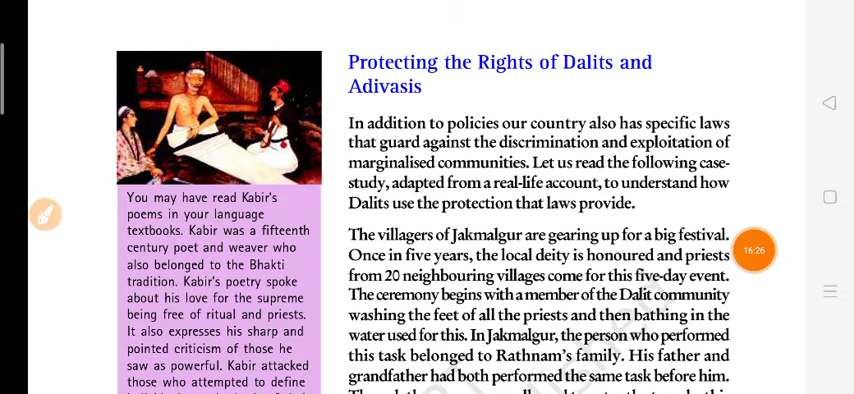 Protecting the Rights of Dalits and
Adivasis
In addition to policies our country also has specific laws
that guard against the discrimination and exploitation of
marginalised communities. Let us read the following case-
study, adapted from a real-life account, to understand how
Dalits use the protection that laws provide.
The villagers of Jakmalgur are gearing up for a big festival.
Once in five years, the local deity is honoured and priests
from 20 neighbouring villages come for this five-day event.
The ceremony begins with a member of the Dalit community
washing the feet of all the priests and then bathing in the
water used for this. In Jakmalgur, the person who performed
this task belonged to Rathnam's family. His father and
grandfather had both performed the same task before him.
You may have read Kabir's
poems in your language
textbooks. Kabir was a fifteenth
century poet and weaver who
also belonged to the Bhakti
tradition. Kabir's poetry spoke
about his love for the supreme
being free of ritual and priests.
It also expresses his sharp and
pointed criticism of those he
saw as powerful. Kabir attacked
those who attempted to define
16:26